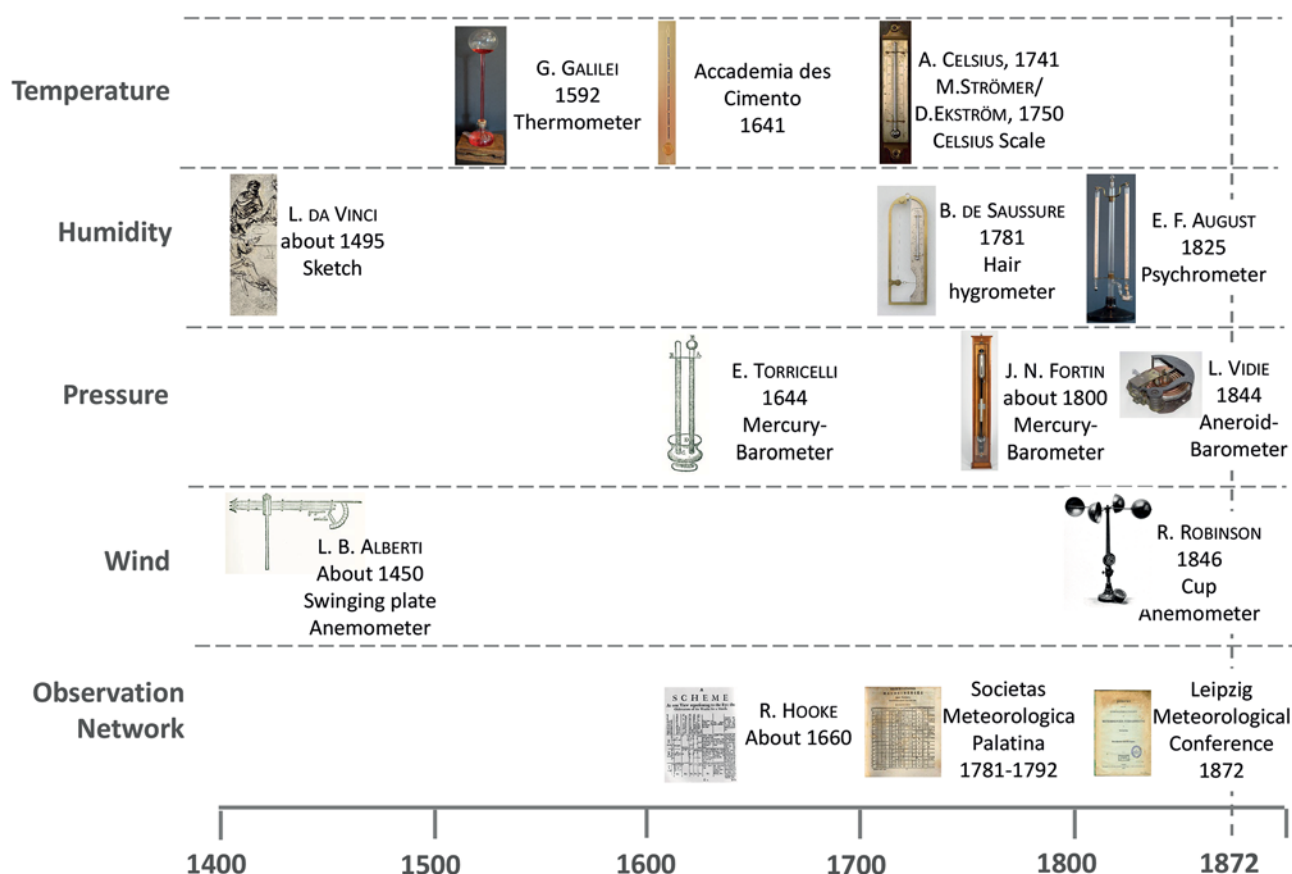 Temperature
G. GALILEI
1592
Thermometer
Accademia des
Cimento
1641
A. CELSIUS, 1741
M.STRÖMER/
D.EKSTRÖM, 1750
CELSIUS Scale
Humidity
L. DA VINCI
about 1495
Sketch
B. DE SAUSSURE
1781
Hair
hygrometer
E. F. AUGUST
1825
Psychrometer
Pressure
E. TORRICELLI
1644
Mercury-
Barometer
J. N. FORTIN
about 1800
Mercury-
Barometer
L. VIDIE
1844
Aneroid-
Barometer
Wind
L. B. ALBERTI
About 1450
Swinging plate
Anemometer
R. ROBINSON
1846
Cup
Anemometer
Observation
Network
SCHEME
R. HOOKE
About 1660
Societas
Meteorologica
Palatina
1781-1792
Leipzig
Meteorological
Conference
1872
1400
1500
1600
1700
1800
1872